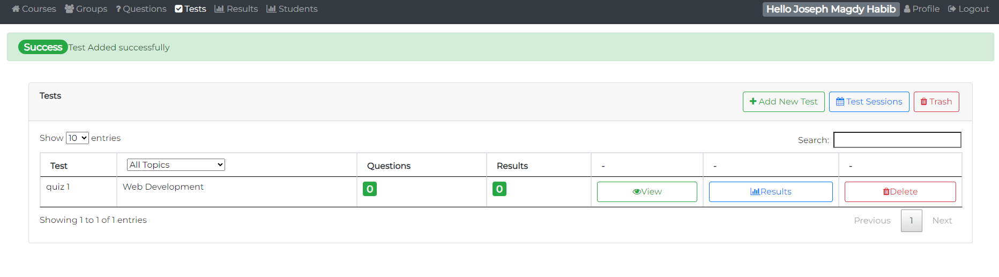 Courses Groups ? Questions Tests Results Students Hello Joseph Magdy Habib Profile Logout
Success Test Added successfully
Tests Add New Test Test Sessions Trash
Show 10 entries Search:
Test All Topics Questions Results - - -
quiz 1 Web Development 0 0 View Results Delete
Showing 1 to 1 of 1 entries Previous 1 Next